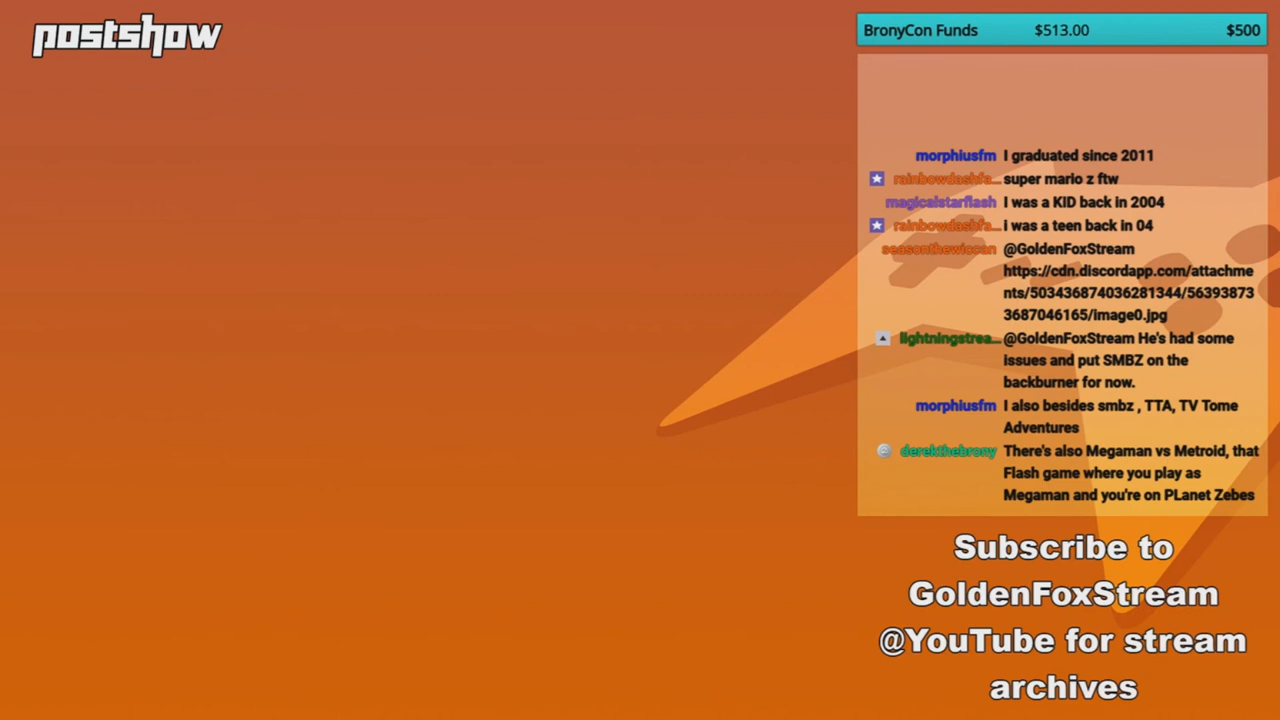 postshow
BronyCon Funds $513.00 $500
morphiusfm I graduated since 2011
rainbowdashfa... super mario z ftw
magicalstarflash I was a KID back in 2004
rainbowdashfa... i was a teen back in 04
seasonthewiccan @GoldenFoxStream
https://cdn.discordapp.com/attachme
nts/503436874036281344/56393873
3687046165/image0.jpg
lightningstrea... @GoldenFoxStream He's had some
issues and put SMBZ on the
backburner for now.
morphiusfm I also besides smbz , TTA, TV Tome
Adventures
derekthebrony There's also Megaman vs Metroid, that
Flash game where you play as
Megaman and you're on PLanet Zebes
Subscribe to
GoldenFoxStream
@YouTube for stream
archives